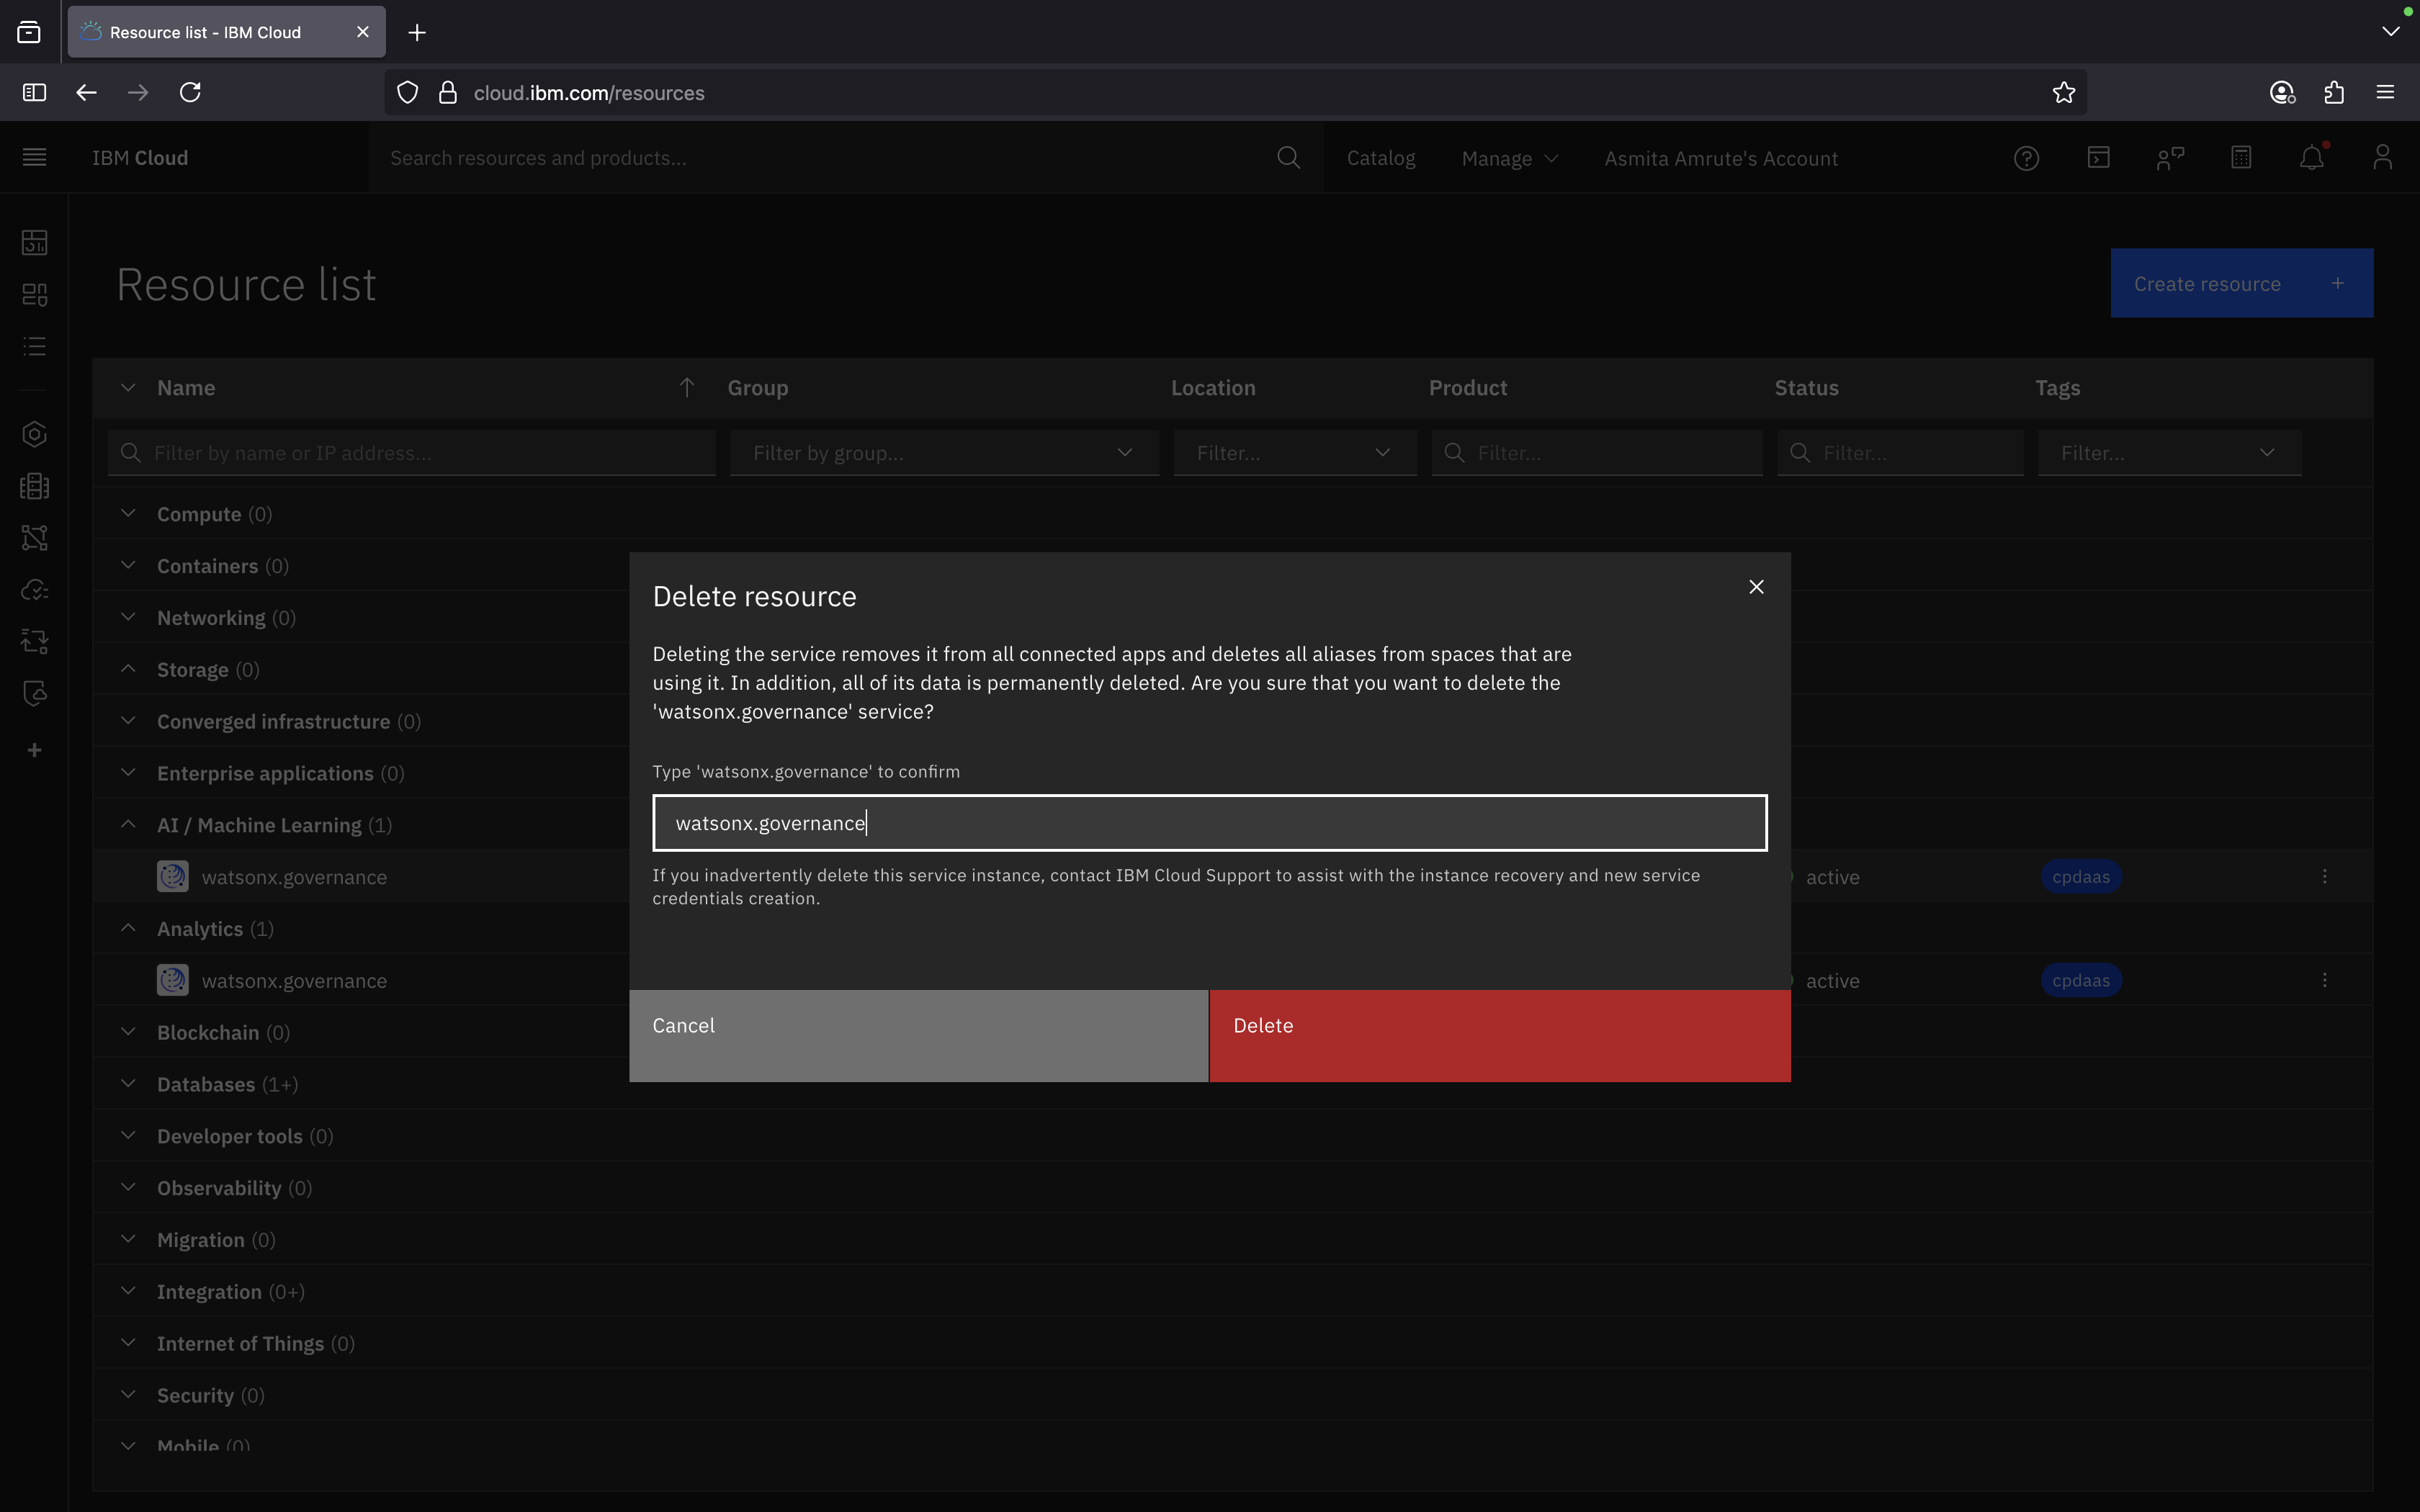 Resource list - IBM Cloud
cloud.ibm.com/resources
IBM Cloud
Search resources and products...
Catalog
Manage
Asmita Amrute's Account
Resource list
Create resource +
Name Group Location Product Status Tags
Filter by name or IP address... Filter by group... Filter... Filter... Filter... Filter...
Compute (0)
Containers (0)
Networking (0)
Storage (0)
Converged infrastructure (0)
Enterprise applications (0)
AI / Machine Learning (1)
watsonx.governance active cpdaas
Analytics (1)
watsonx.governance active cpdaas
Blockchain (0)
Databases (1+)
Developer tools (0)
Observability (0)
Migration (0)
Integration (0+)
Internet of Things (0)
Security (0)
Mobile (0)
Delete resource
Deleting the service removes it from all connected apps and deletes all aliases from spaces that are
using it. In addition, all of its data is permanently deleted. Are you sure that you want to delete the
'watsonx.governance' service?
Type 'watsonx.governance' to confirm
watsonx.governance
If you inadvertently delete this service instance, contact IBM Cloud Support to assist with the instance recovery and new service
credentials creation.
Cancel
Delete